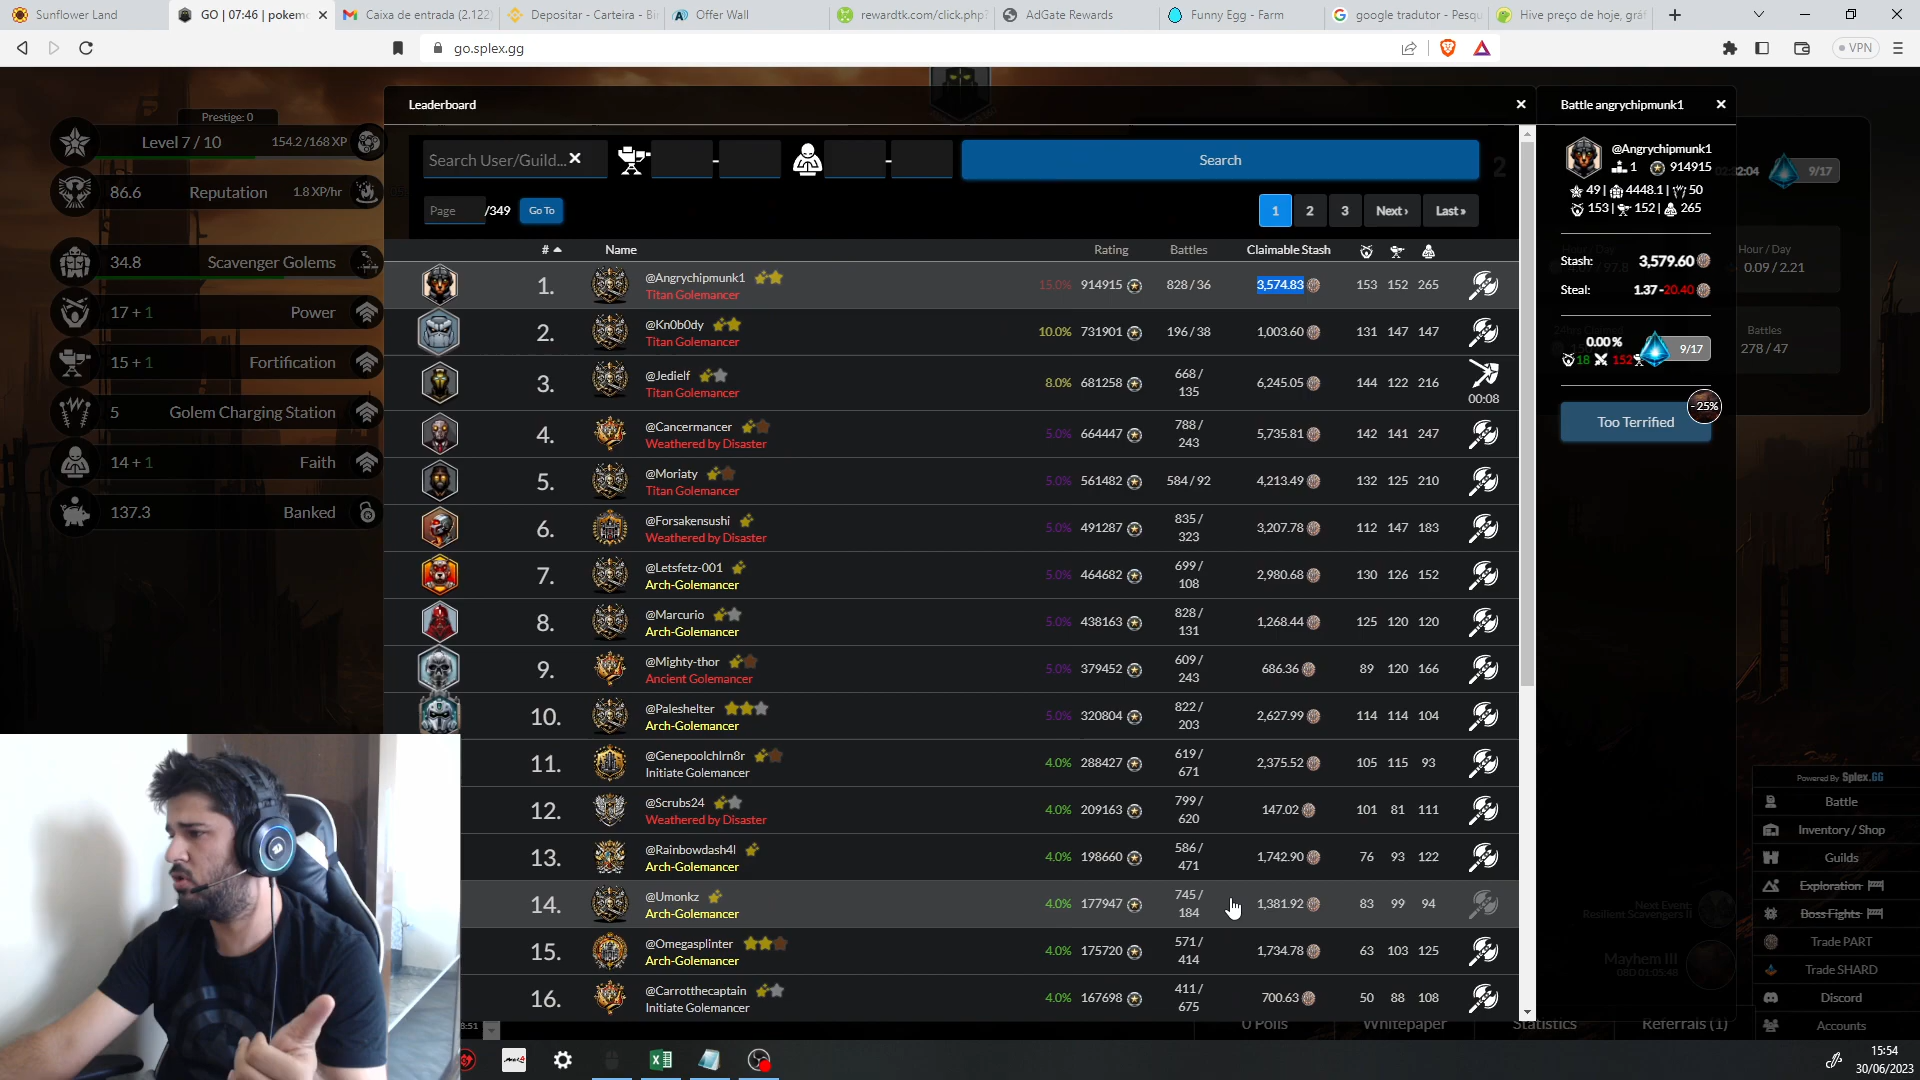 Sunflower Land
GO | 07:46 | pokem
Caixa de entrada (2.122)
Depositar - Carteira - Bi
Offer Wall
rewardtk.com/click.php?
AdGate Rewards
Funny Egg - Farm
google tradutor - Pesqu
Hive preço de hoje, grá
go.splex.gg
VPN
Prestige: 0
Level 7 / 10 154.2/168 XP
86.6 Reputation 1.8 XP/hr
34.8 Scavenger Golems
17 + 1 Power
15 + 1 Fortification
5 Golem Charging Station
14 + 1 Faith
137.3 Banked
Leaderboard
Search User/Guild...
-
-
Search
Page /349 Go To
1 2 3 Next › Last »
# Name Rating Battles Claimable Stash
1. @Angrychipmunk1 Titan Golemancer 15.0% 914915 828 / 36 3,574.83 153 152 265
2. @Kn0b0dy Titan Golemancer 10.0% 731901 196 / 38 1,003.60 131 147 147
3. @Jedielf Titan Golemancer 8.0% 681258 668 / 135 6,245.05 144 122 216 00:08
4. @Cancermancer Weathered by Disaster 5.0% 664447 788 / 243 5,735.81 142 141 247
5. @Moriaty Titan Golemancer 5.0% 561482 584 / 92 4,213.49 132 125 210
6. @Forsakensushi Weathered by Disaster 5.0% 491287 835 / 323 3,207.78 112 147 183
7. @Letsfetz-001 Arch-Golemancer 5.0% 464682 699 / 108 2,980.68 130 126 152
8. @Marcurio Arch-Golemancer 5.0% 438163 828 / 131 1,268.44 125 120 120
9. @Mighty-thor Ancient Golemancer 5.0% 379452 609 / 243 686.36 89 120 166
10. @Paleshelter Arch-Golemancer 5.0% 320804 822 / 203 2,627.99 114 114 104
11. @Genepoolchlrn8r Initiate Golemancer 4.0% 288427 619 / 671 2,375.52 105 115 93
12. @Scrubs24 Weathered by Disaster 4.0% 209163 799 / 620 147.02 101 81 111
13. @Rainbowdash4l Arch-Golemancer 4.0% 198660 586 / 471 1,742.90 76 93 122
14. @Umonkz Arch-Golemancer 4.0% 177947 745 / 184 1,381.92 83 99 94
15. @Omegasplinter Arch-Golemancer 4.0% 175720 571 / 414 1,734.78 63 103 125
16. @Carrotthecaptain Initiate Golemancer 4.0% 167698 411 / 675 700.63 50 88 108
Battle angrychipmunk1
@Angrychipmunk1
1 914915
49 | 4448.1 | 50
153 | 152 | 265
Stash: 3,579.60
Steal: 1.37 -20.40
0.00 %
18 152
9/17
-25%
Too Terrified
9/17
Hour / Day
0.09 / 2.21
Battles
278 / 47
Powered By Splex.GG
Battle
Inventory / Shop
Guilds
Exploration
Boss Fights
Trade PART
Trade SHARD
Discord
Accounts
Next Event:
Resilient Scavengers II
Mayhem III
08D 01:05:48
0 Polls
Whitepaper
Statistics
Referrals (1)
15:54
30/06/2023